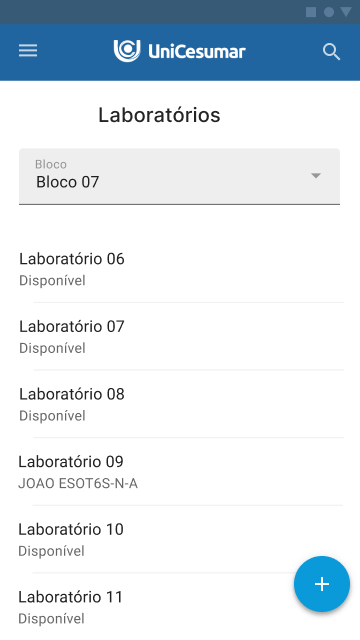 UniCesumar
Laboratórios
Bloco
Bloco 07
Laboratório 06
Disponível
Laboratório 07
Disponível
Laboratório 08
Disponível
Laboratório 09
JOAO ESOT6S-N-A
Laboratório 10
Disponível
Laboratório 11
Disponível